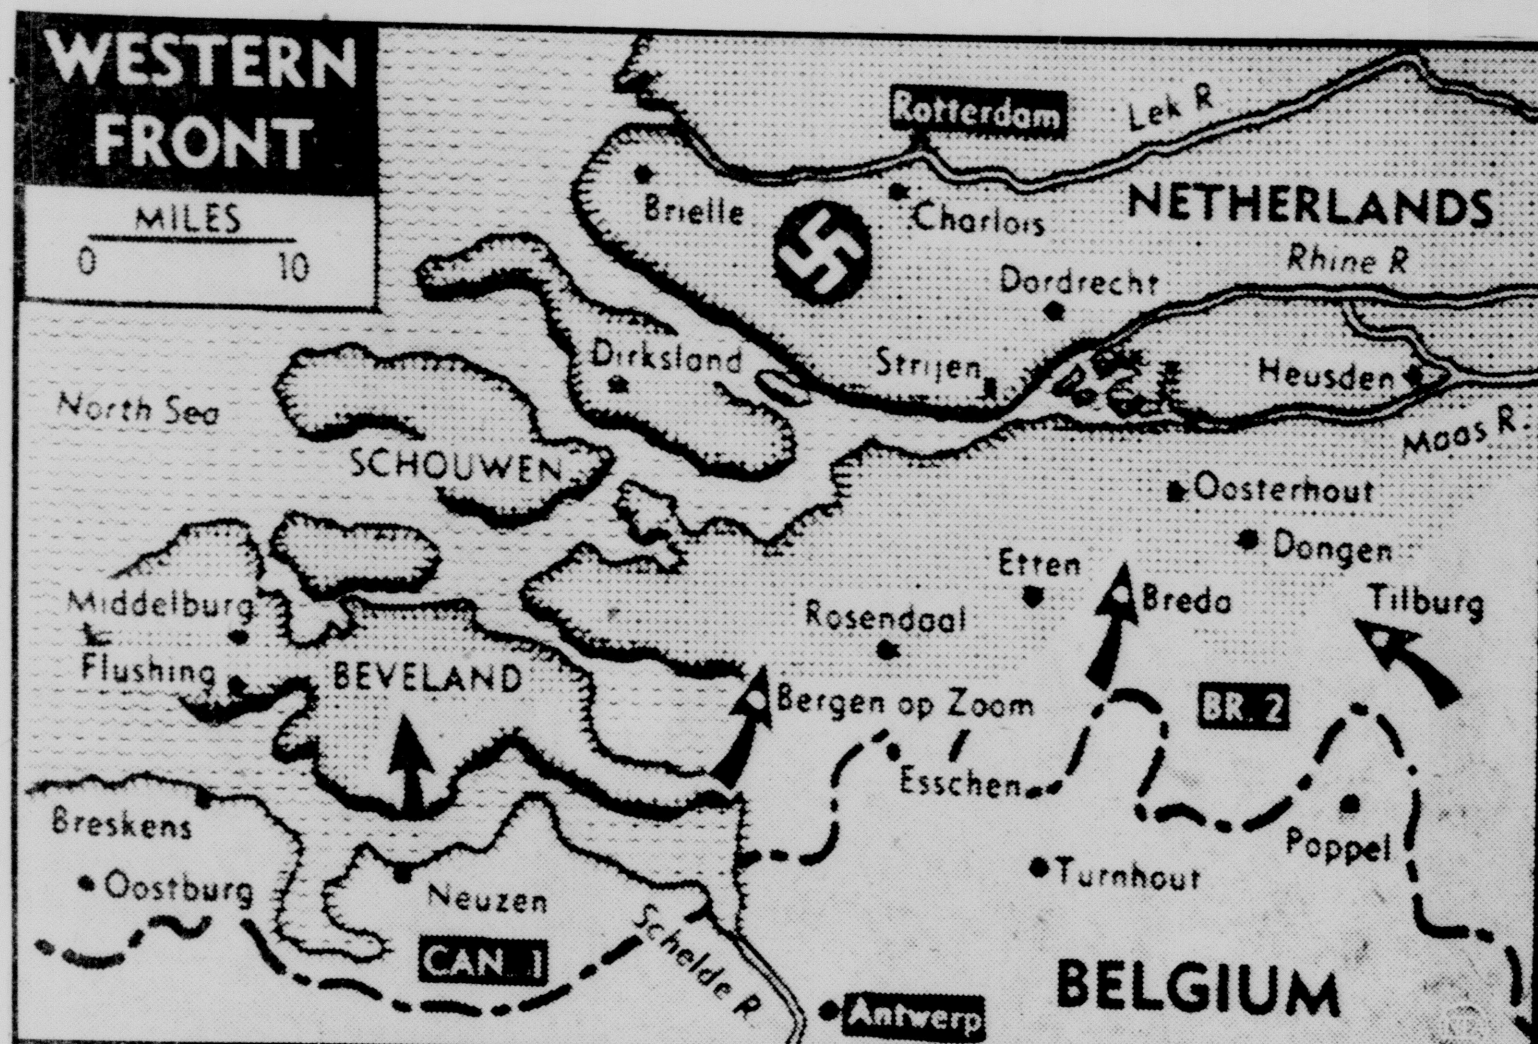 WESTERN
FRONT
MILES
0 10
Rotterdam
Lek R
Brielle
Charlois
NETHERLANDS
Rhine R
Dordrecht
Dirksland
Strijen
Heusden
North Sea
Maas R.
SCHOUWEN
Oosterhout
Dongen
Etten
Breda
Tilburg
Middelburg
Rosendaal
Flushing
BEVELAND
Bergen op Zoom
BR. 2
Esschen
Breskens
Poppel
Oostburg
Neuzen
Turnhout
Schelde R.
CAN 1
BELGIUM
Antwerp